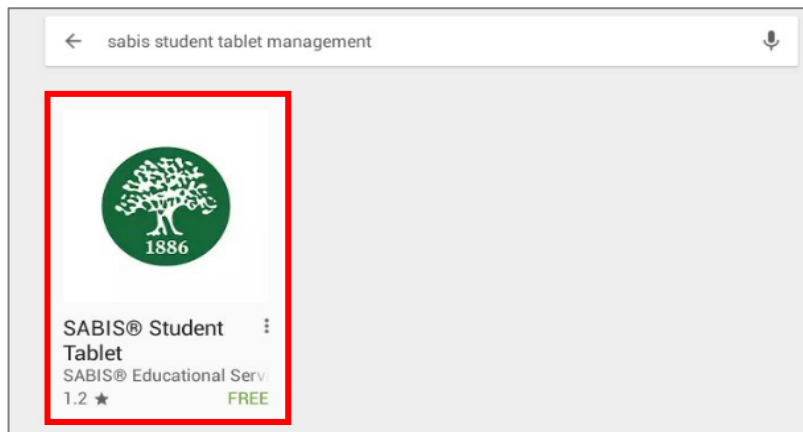 sabis student tablet management
1886
SABIS® Student
Tablet
SABIS® Educational Serv
1.2 ★
FREE